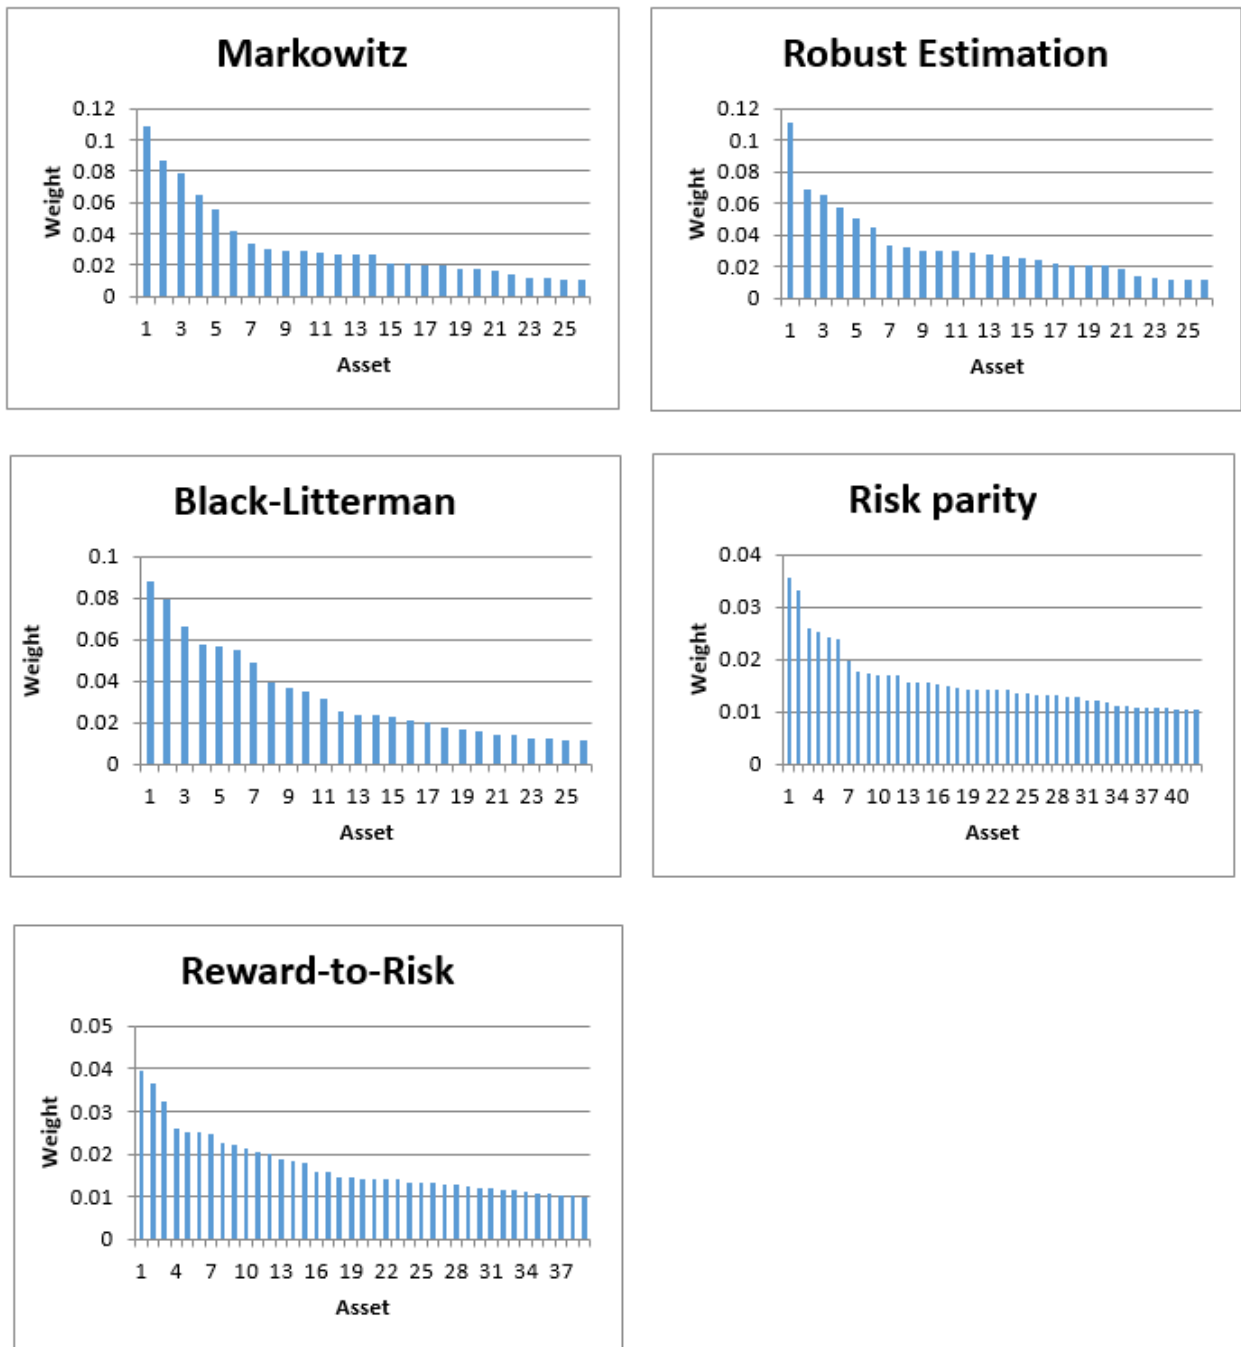 Markowitz
0.12
0.1
0.08
0.06
0.04
0.02
0
Weight
1 3 5 7 9 11 13 15 17 19 21 23 25
Asset
Robust Estimation
0.12
0.1
0.08
0.06
0.04
0.02
0
Weight
1 3 5 7 9 11 13 15 17 19 21 23 25
Asset
Black-Litterman
0.1
0.08
0.06
0.04
0.02
0
Weight
1 3 5 7 9 11 13 15 17 19 21 23 25
Asset
Risk parity
0.04
0.03
0.02
0.01
0
Weight
1 4 7 10 13 16 19 22 25 28 31 34 37 40
Asset
Reward-to-Risk
0.05
0.04
0.03
0.02
0.01
0
Weight
1 4 7 10 13 16 19 22 25 28 31 34 37
Asset